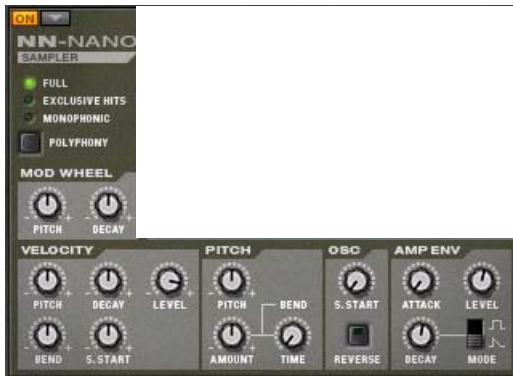 ON
NN-NANO
SAMPLER
FULL
EXCLUSIVE HITS
MONOPHONIC
POLYPHONY
MOD WHEEL
PITCH DECAY
VELOCITY PITCH OSC AMP ENV
PITCH DECAY LEVEL PITCH BEND S.START ATTACK LEVEL
BEND S.START AMOUNT TIME REVERSE DECAY MODE